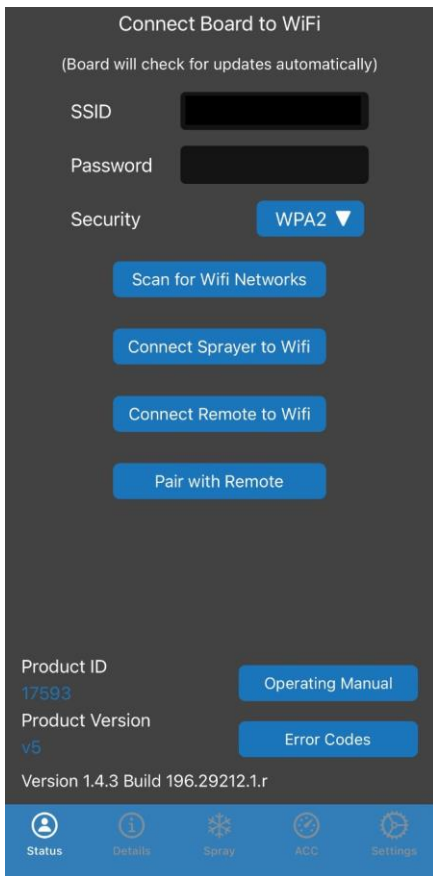 Connect Board to WiFi
(Board will check for updates automatically)
SSID
Password
Security WPA2
Scan for Wifi Networks
Connect Sprayer to Wifi
Connect Remote to Wifi
Pair with Remote
Product ID
17593
Operating Manual
Product Version
v5
Error Codes
Version 1.4.3 Build 196.29212.1.r
Status Details Spray ACC Settings